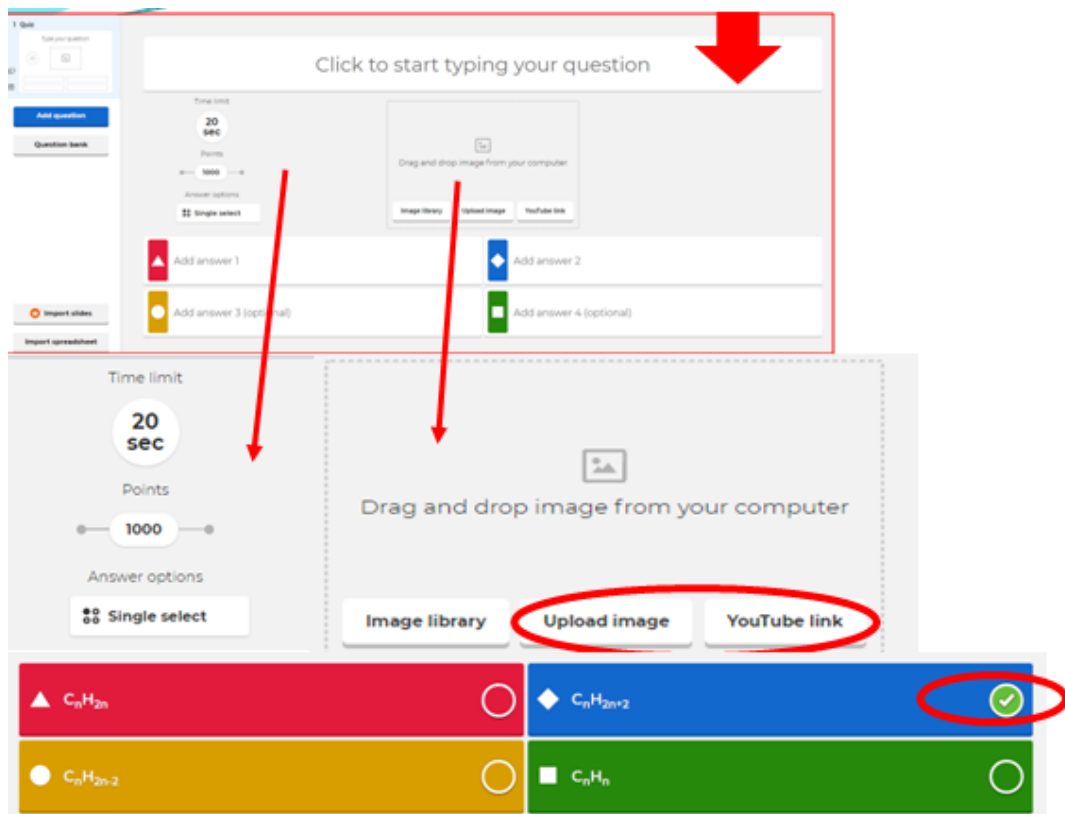 1 Quiz
Type your question
Add question
Question bank
Import slides
Import spreadsheet
Click to start typing your question
Time limit
20
sec
Points
1000
Answer options
Single select
Drag and drop image from your computer
Image library Upload image YouTube link
Add answer 1
Add answer 2
Add answer 3 (optional)
Add answer 4 (optional)
Time limit
20
sec
Points
1000
Answer options
Single select
Drag and drop image from your computer
Image library Upload image YouTube link
CₙH₂ₙ
CₙH₂ₙ₊₂
CₙH₂ₙ₋₂
CₙHₙ